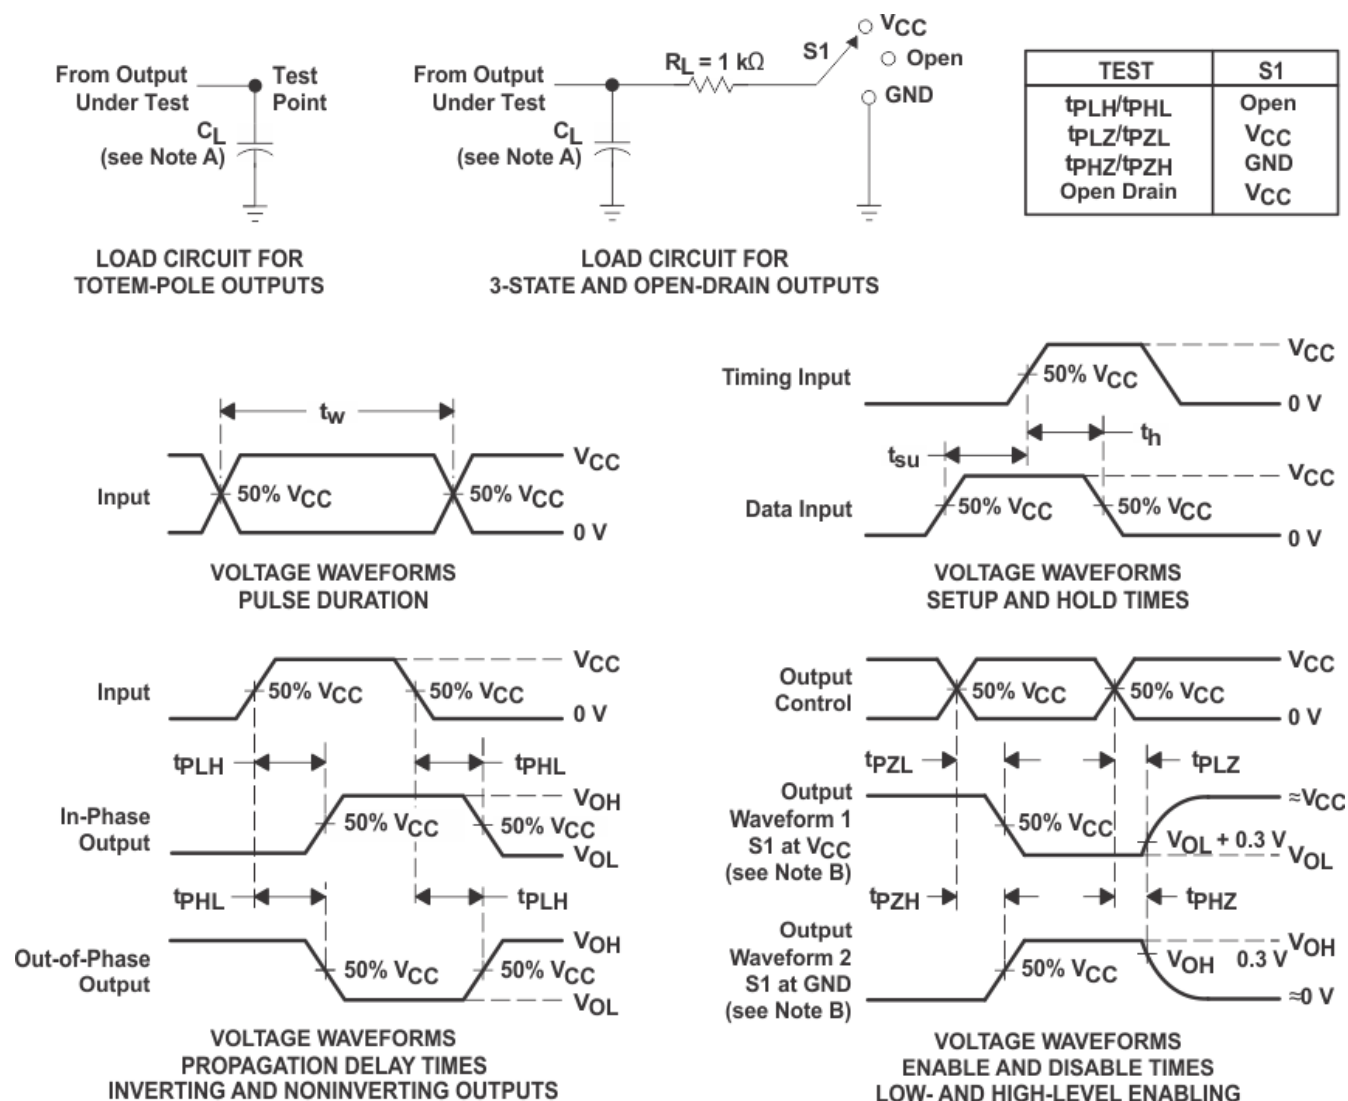 From Output
Under Test
Test
Point
CL
(see Note A)
LOAD CIRCUIT FOR
TOTEM-POLE OUTPUTS
From Output
Under Test
RL = 1 kΩ
S1
VCC
Open
GND
CL
(see Note A)
LOAD CIRCUIT FOR
3-STATE AND OPEN-DRAIN OUTPUTS
TEST S1
tPLH/tPHL Open
tPLZ/tPZL VCC
tPHZ/tPZH GND
Open Drain VCC
tw
Input
50% VCC
50% VCC
VCC
0 V
VOLTAGE WAVEFORMS
PULSE DURATION
Timing Input
50% VCC
VCC
0 V
th
tsu
Data Input
50% VCC
50% VCC
VCC
0 V
VOLTAGE WAVEFORMS
SETUP AND HOLD TIMES
Input
50% VCC
50% VCC
VCC
0 V
tPLH
tPHL
In-Phase
Output
50% VCC
50% VCC
VOH
VOL
tPHL
tPLH
Out-of-Phase
Output
50% VCC
50% VCC
VOH
VOL
VOLTAGE WAVEFORMS
PROPAGATION DELAY TIMES
INVERTING AND NONINVERTING OUTPUTS
Output
Control
50% VCC
50% VCC
VCC
0 V
tPZL
tPLZ
Output
Waveform 1
S1 at VCC
(see Note B)
50% VCC
VOL + 0.3 V
≈VCC
VOL
tPZH
tPHZ
Output
Waveform 2
S1 at GND
(see Note B)
50% VCC
VOH 0.3 V
VOH
≈0 V
VOLTAGE WAVEFORMS
ENABLE AND DISABLE TIMES
LOW- AND HIGH-LEVEL ENABLING